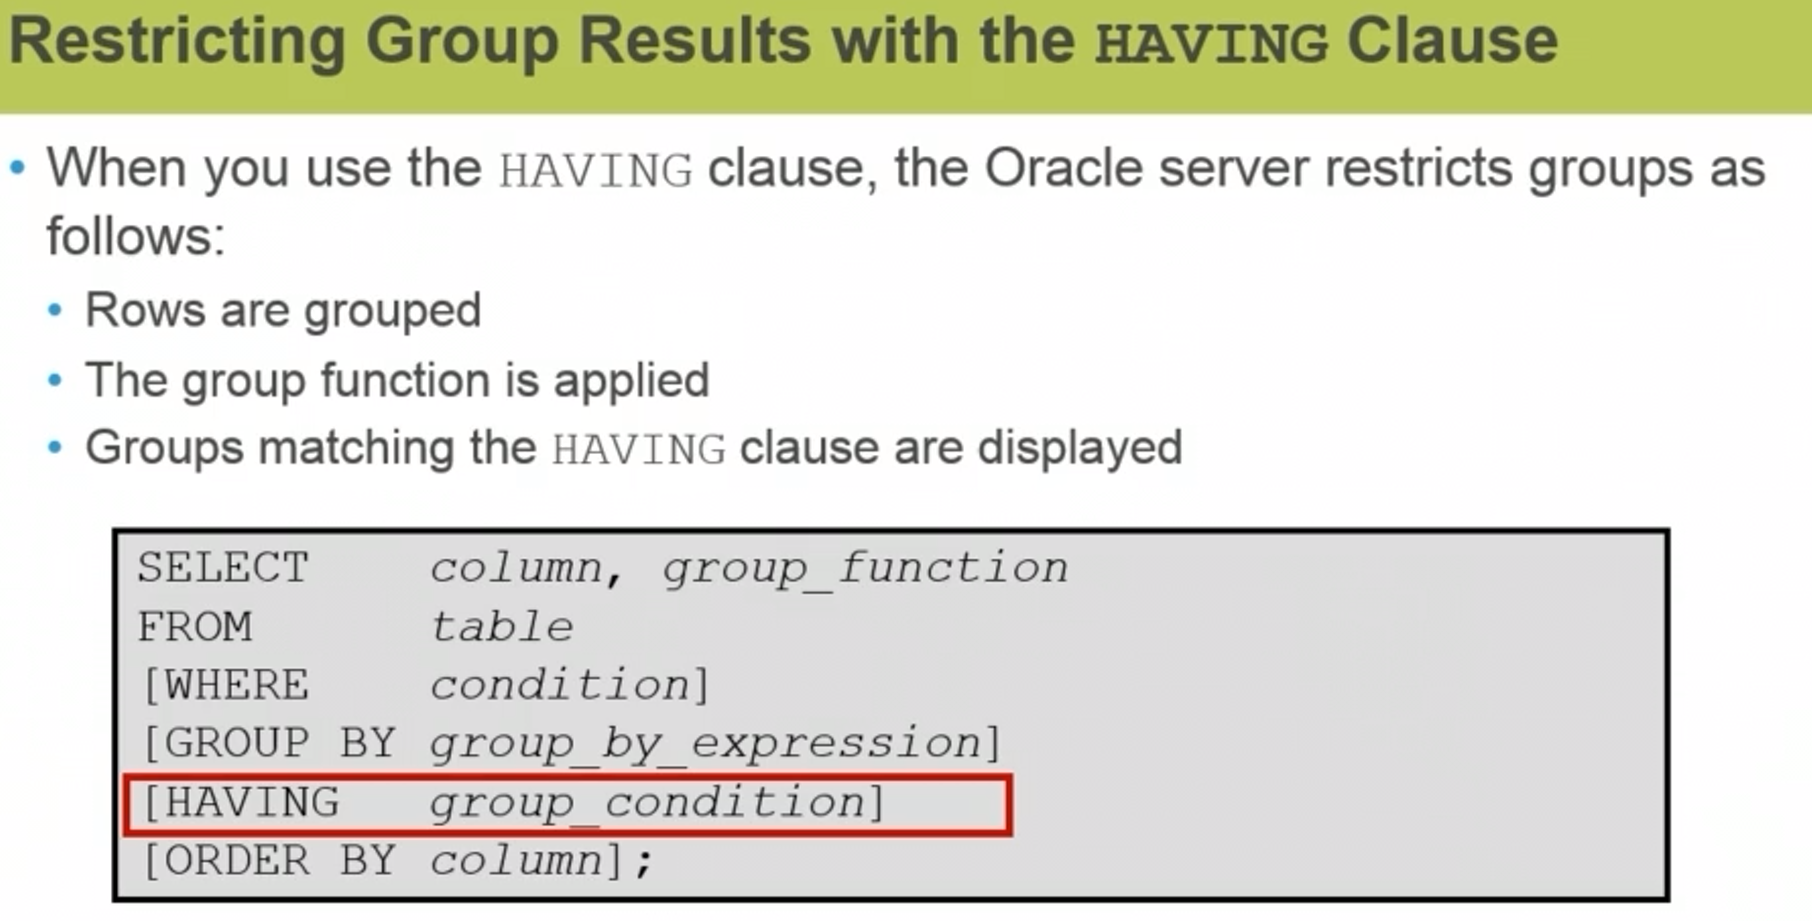 Restricting Group Results with the HAVING Clause
• When you use the HAVING clause, the Oracle server restricts groups as
follows:
• Rows are grouped
• The group function is applied
• Groups matching the HAVING clause are displayed
SELECT column, group_function
FROM table
[WHERE condition]
[GROUP BY group_by_expression]
[HAVING group_condition]
[ORDER BY column];